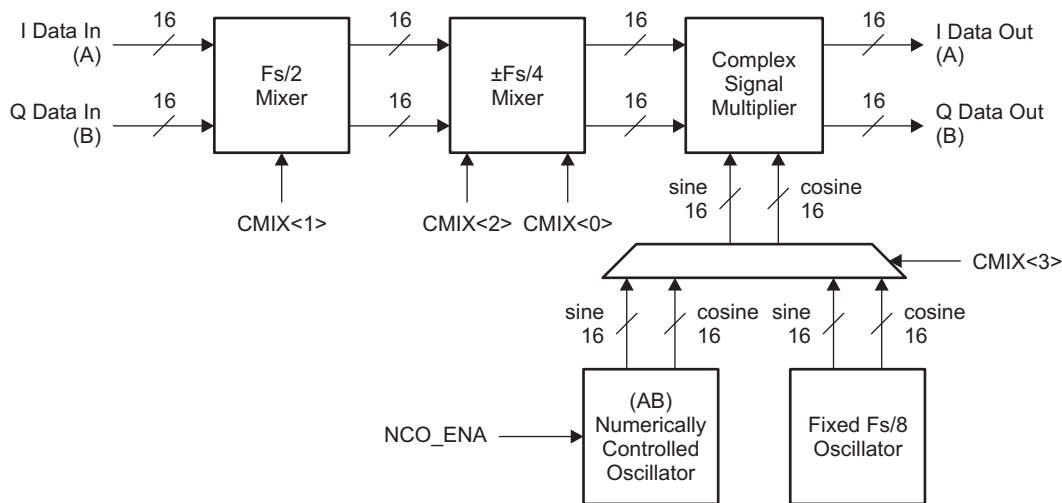 I Data In
(A)
16
16
16
16
I Data Out
(A)
Fs/2
Mixer
±Fs/4
Mixer
Complex
Signal
Multiplier
Q Data In
(B)
16
16
16
16
Q Data Out
(B)
sine
16
cosine
16
CMIX<1>
CMIX<2>
CMIX<0>
CMIX<3>
sine
16
cosine
16
sine
16
cosine
16
NCO_ENA
(AB)
Numerically
Controlled
Oscillator
Fixed Fs/8
Oscillator